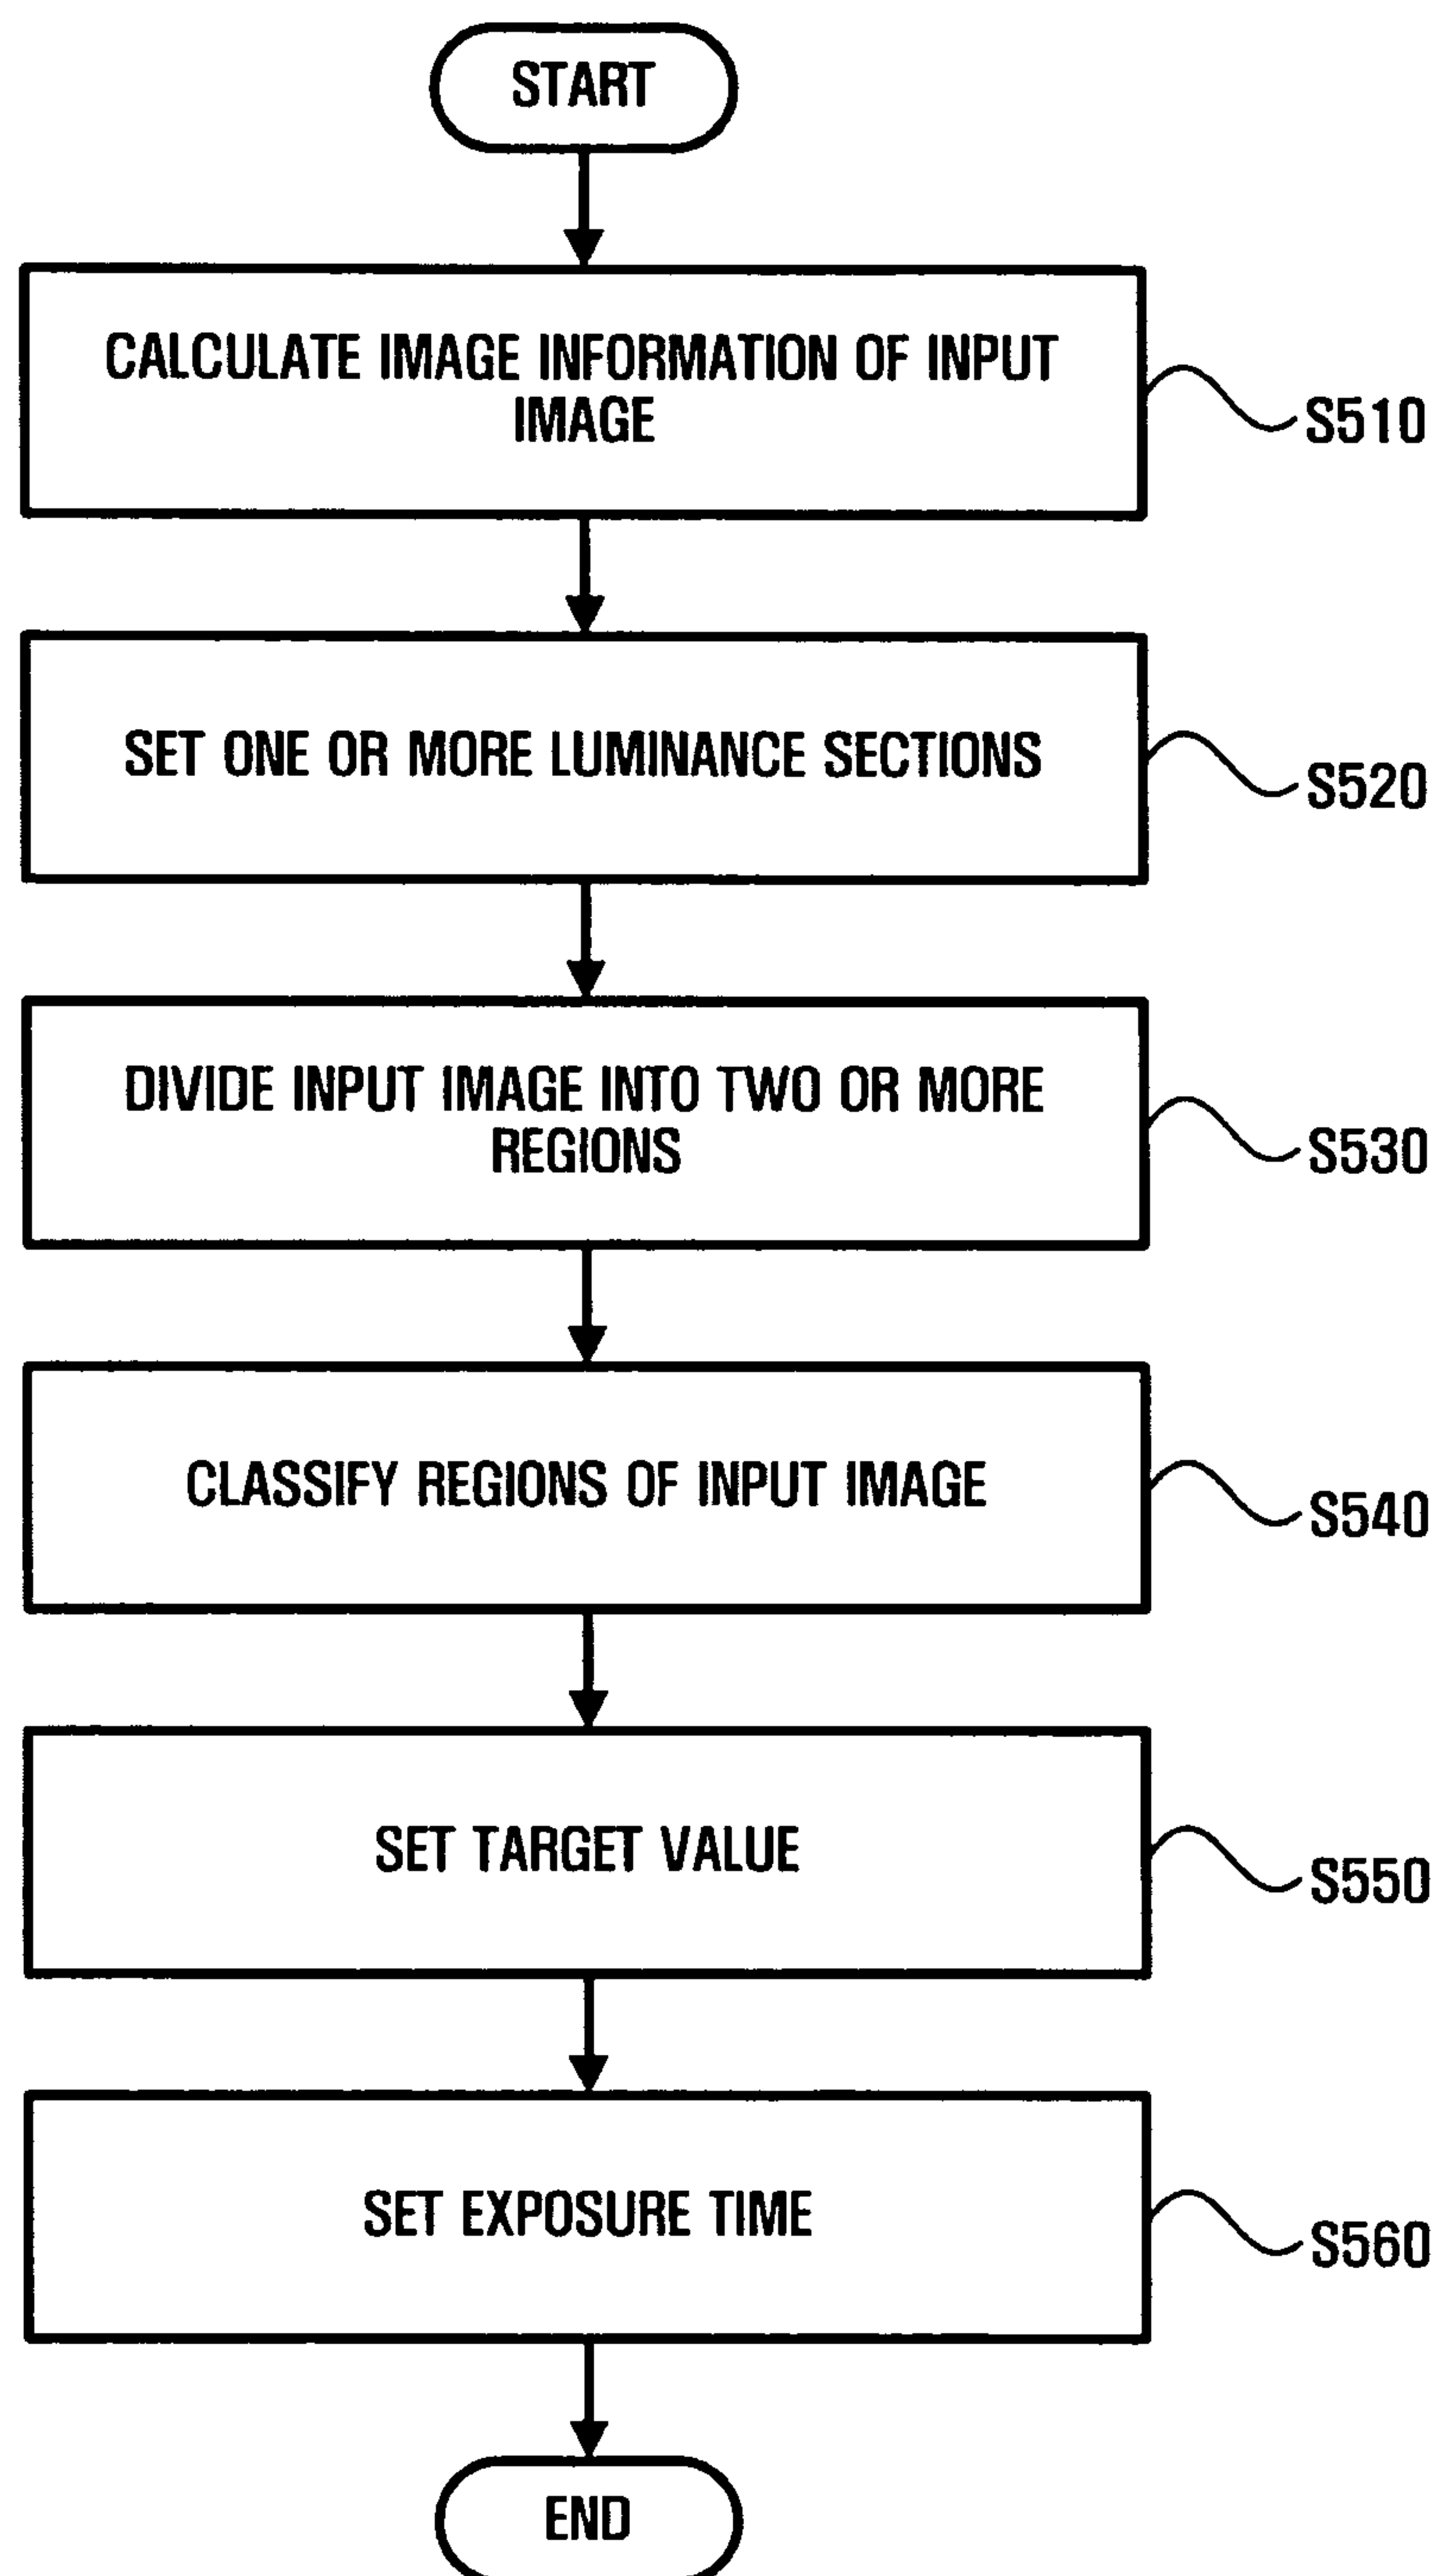 START
CALCULATE IMAGE INFORMATION OF INPUT
IMAGE
S510
SET ONE OR MORE LUMINANCE SECTIONS
S520
DIVIDE INPUT IMAGE INTO TWO OR MORE
REGIONS
S530
CLASSIFY REGIONS OF INPUT IMAGE
S540
SET TARGET VALUE
S550
SET EXPOSURE TIME
S560
END